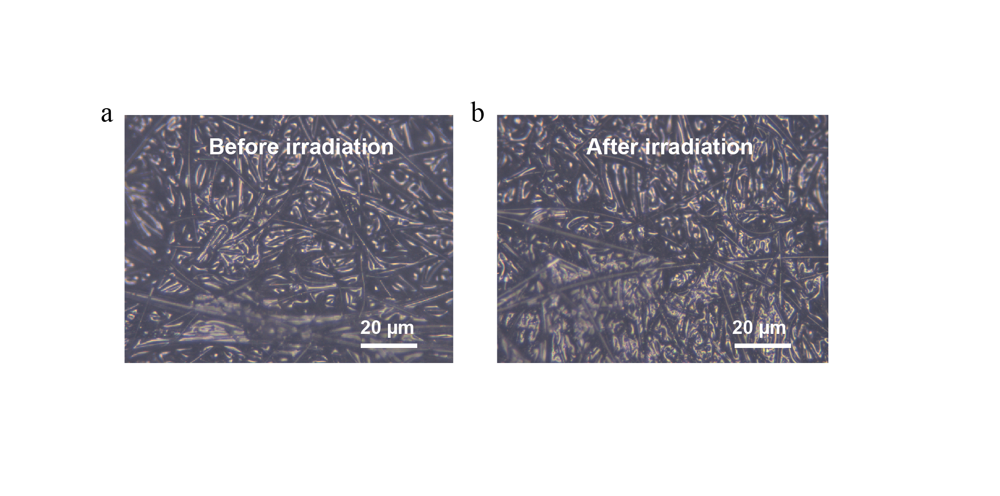 a
Before irradiation
20 µm
b
After irradiation
20 µm